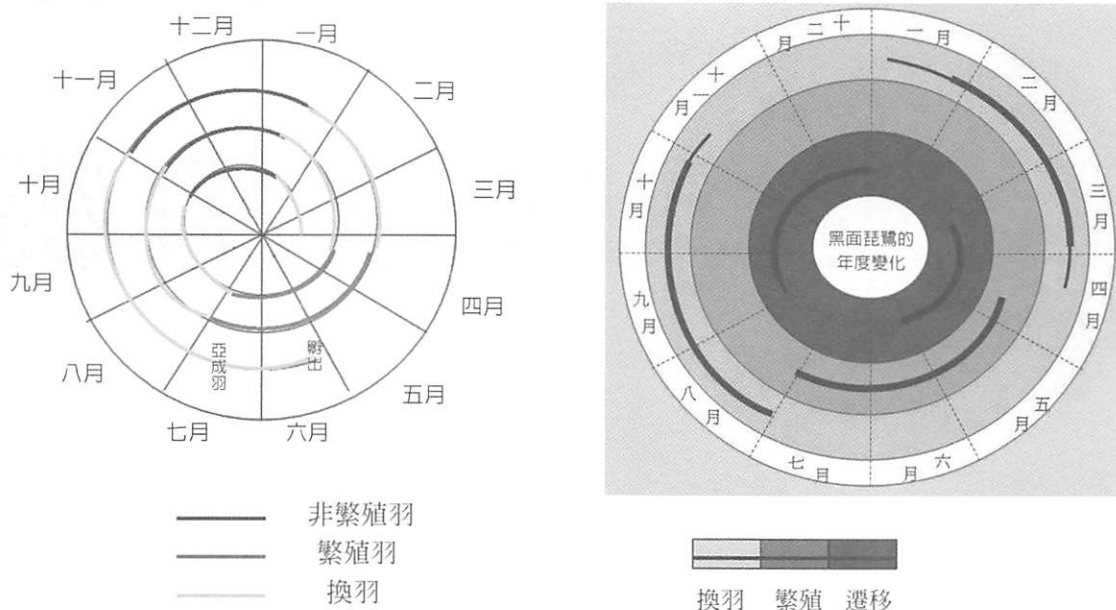 十二月
一月
十一月
二月
十月
三月
九月
四月
八月
五月
七月
六月
亞成羽
孵出
非繁殖羽
繁殖羽
換羽
一月
二月
三月
四月
五月
六月
七月
八月
九月
十月
十一月
十二月
黑面琵鷺的
年度變化
換羽 繁殖 遷移